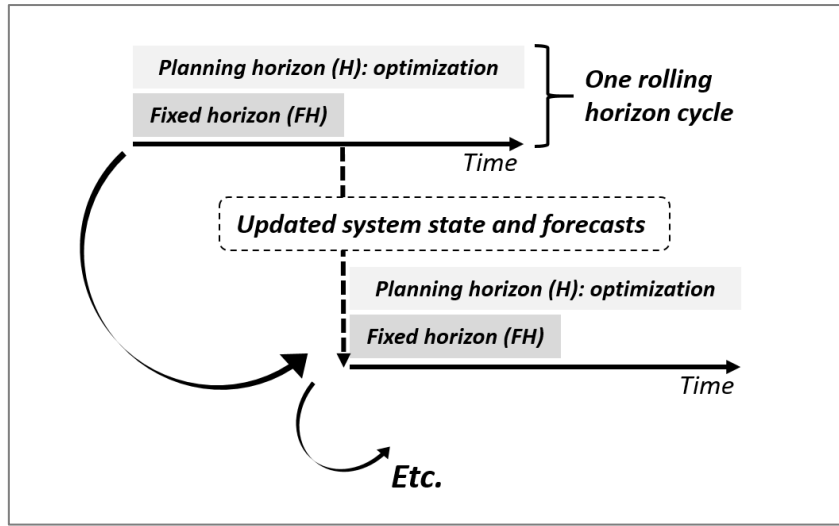 Planning horizon (H): optimization
Fixed horizon (FH)
One rolling
horizon cycle
Time
Updated system state and forecasts
Planning horizon (H): optimization
Fixed horizon (FH)
Time
Etc.